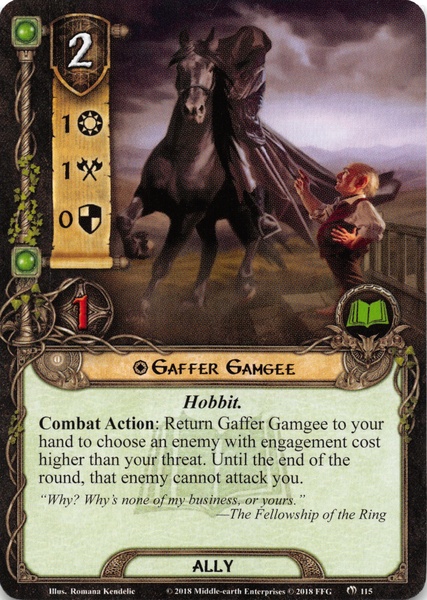 2
1
1
0
1
Gaffer Gamgee
Hobbit.
Combat Action: Return Gaffer Gamgee to your
hand to choose an enemy with engagement cost
higher than your threat. Until the end of the
round, that enemy cannot attack you.
“Why? Why’s none of my business, or yours.”
—The Fellowship of the Ring
ALLY
Illus. Romana Kendelic © 2018 Middle-earth Enterprises © 2018 FFG 115